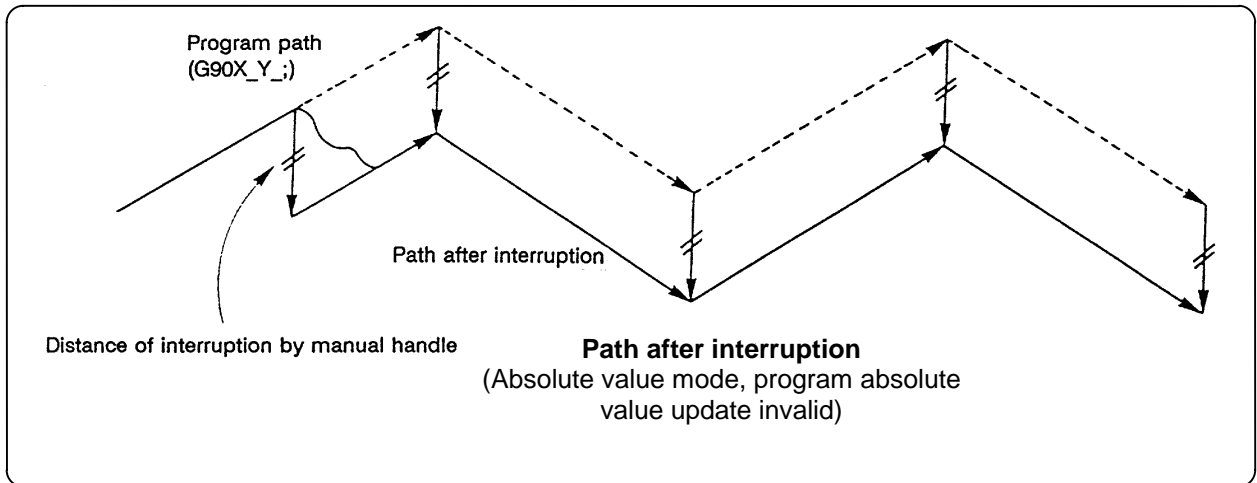 Program path
(G90X_Y_;)
Path after interruption
Distance of interruption by manual handle
Path after interruption
(Absolute value mode, program absolute
value update invalid)